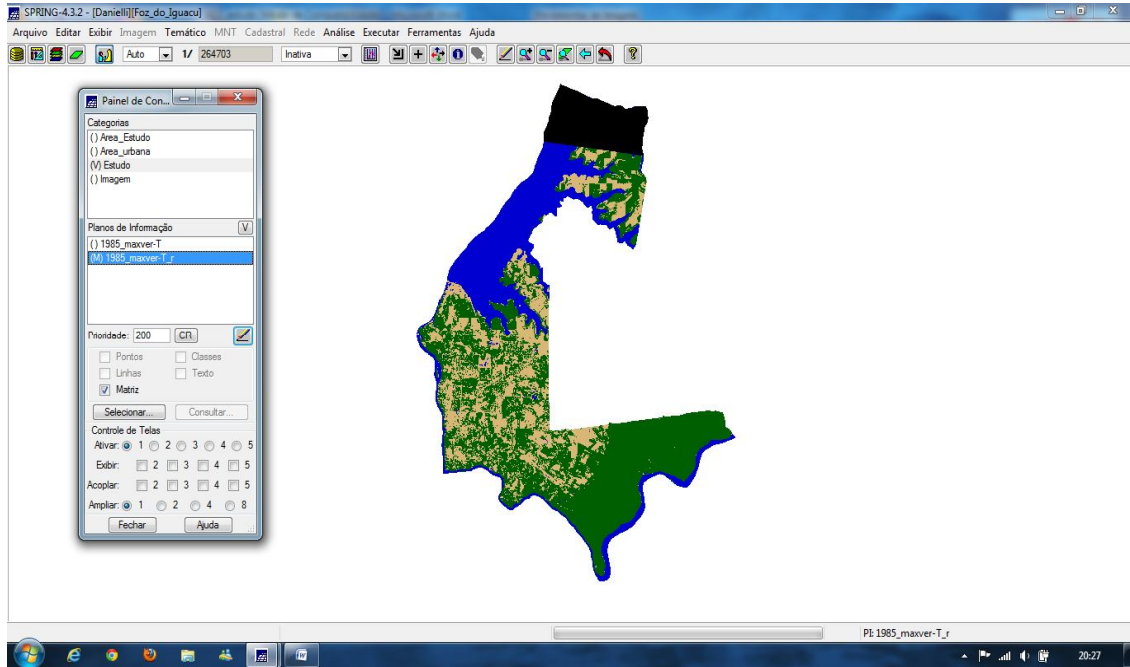 SPRING-4.3.2 - [Danielli][Foz_do_Iguacu]
Arquivo Editar Exibir Imagem Temático MNT Cadastral Rede Análise Executar Ferramentas Ajuda
Auto 1/ 264703 Inativa
Painel de Con...
Categorias
( ) Area_Estudo
( ) Area_urbana
(V) Estudo
( ) Imagem
Planos de Informação V
( ) 1985_maxver-T
(M) 1985_maxver-T_r
Prioridade: 200 CR
Pontos Classes
Linhas Texto
Matriz
Selecionar... Consultar...
Controle de Telas
Ativar: 1 2 3 4 5
Exibir: 2 3 4 5
Acoplar: 2 3 4 5
Ampliar: 1 2 4 8
Fechar Ajuda
PI: 1985_maxver-T_r
20:27